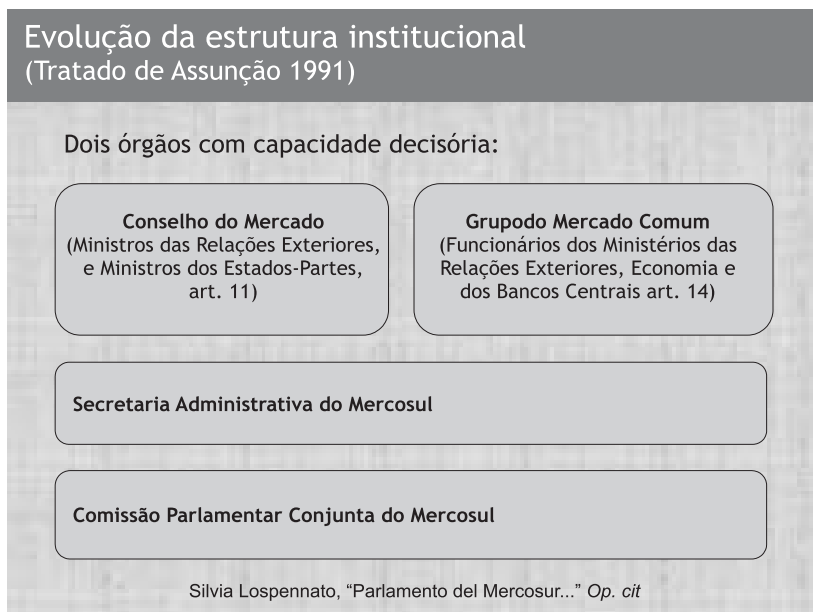 Evolução da estrutura institucional
(Tratado de Assunção 1991)
Dois órgãos com capacidade decisória:
Conselho do Mercado
(Ministros das Relações Exteriores,
e Ministros dos Estados-Partes,
art. 11)
Grupodo Mercado Comum
(Funcionários dos Ministérios das
Relações Exteriores, Economia e
dos Bancos Centrais art. 14)
Secretaria Administrativa do Mercosul
Comissão Parlamentar Conjunta do Mercosul
Silvia Lospennato, “Parlamento del Mercosur...” Op. cit